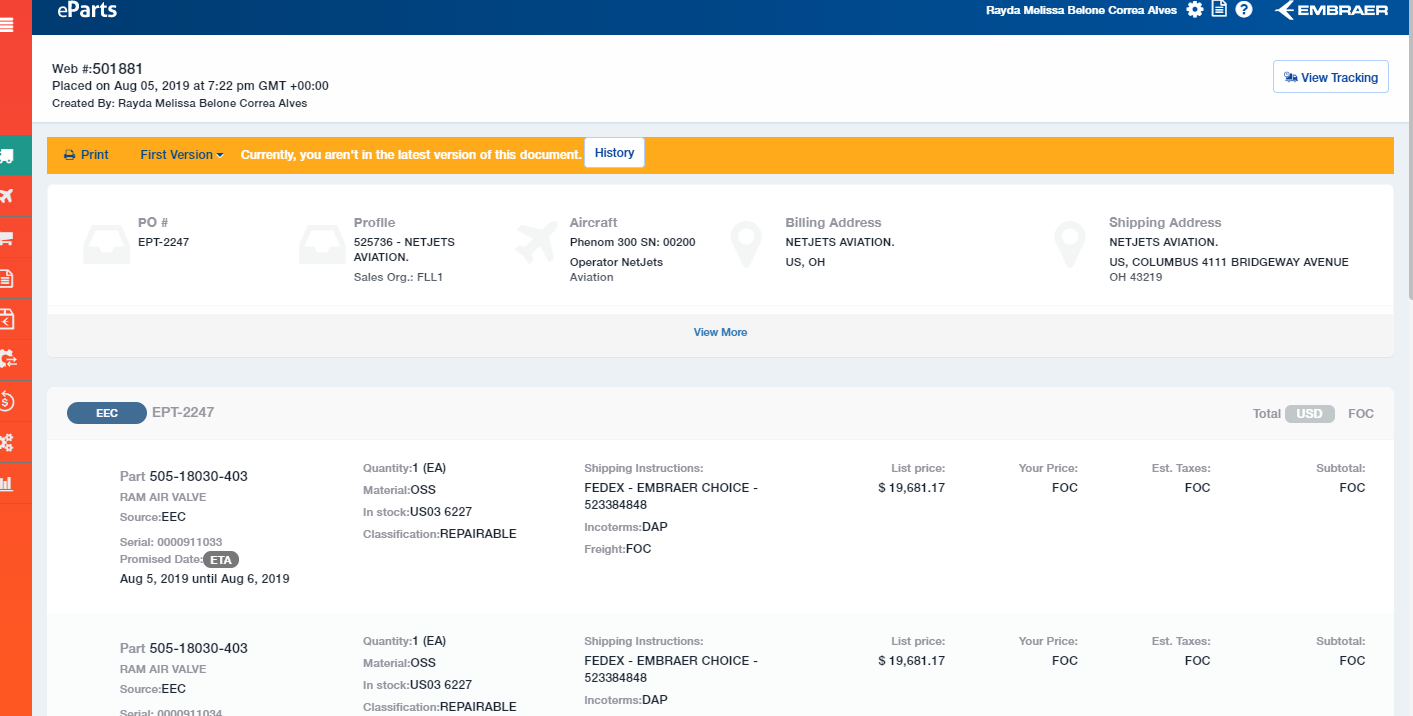 eParts
Rayda Melissa Belone Correa Alves
EMBRAER
Web #:501881
Placed on Aug 05, 2019 at 7:22 pm GMT +00:00
Created By: Rayda Melissa Belone Correa Alves
View Tracking
Print First Version Currently, you aren't in the latest version of this document. History
PO #
EPT-2247
Profile
525736 - NETJETS
AVIATION.
Sales Org.: FLL1
Aircraft
Phenom 300 SN: 00200
Operator NetJets
Aviation
Billing Address
NETJETS AVIATION.
US, OH
Shipping Address
NETJETS AVIATION.
US, COLUMBUS 4111 BRIDGEWAY AVENUE
OH 43219
View More
EEC EPT-2247
Total USD FOC
Part 505-18030-403
RAM AIR VALVE
Source:EEC
Serial: 0000911033
Promised Date: ETA
Aug 5, 2019 until Aug 6, 2019
Quantity:1 (EA)
Material:OSS
In stock:US03 6227
Classification:REPAIRABLE
Shipping Instructions:
FEDEX - EMBRAER CHOICE -
523384848
Incoterms:DAP
Freight:FOC
List price:
$ 19,681.17
Your Price:
FOC
Est. Taxes:
FOC
Subtotal:
FOC
Part 505-18030-403
RAM AIR VALVE
Source:EEC
Serial: 0000911034
Quantity:1 (EA)
Material:OSS
In stock:US03 6227
Classification:REPAIRABLE
Shipping Instructions:
FEDEX - EMBRAER CHOICE -
523384848
Incoterms:DAP
List price:
$ 19,681.17
Your Price:
FOC
Est. Taxes:
FOC
Subtotal:
FOC